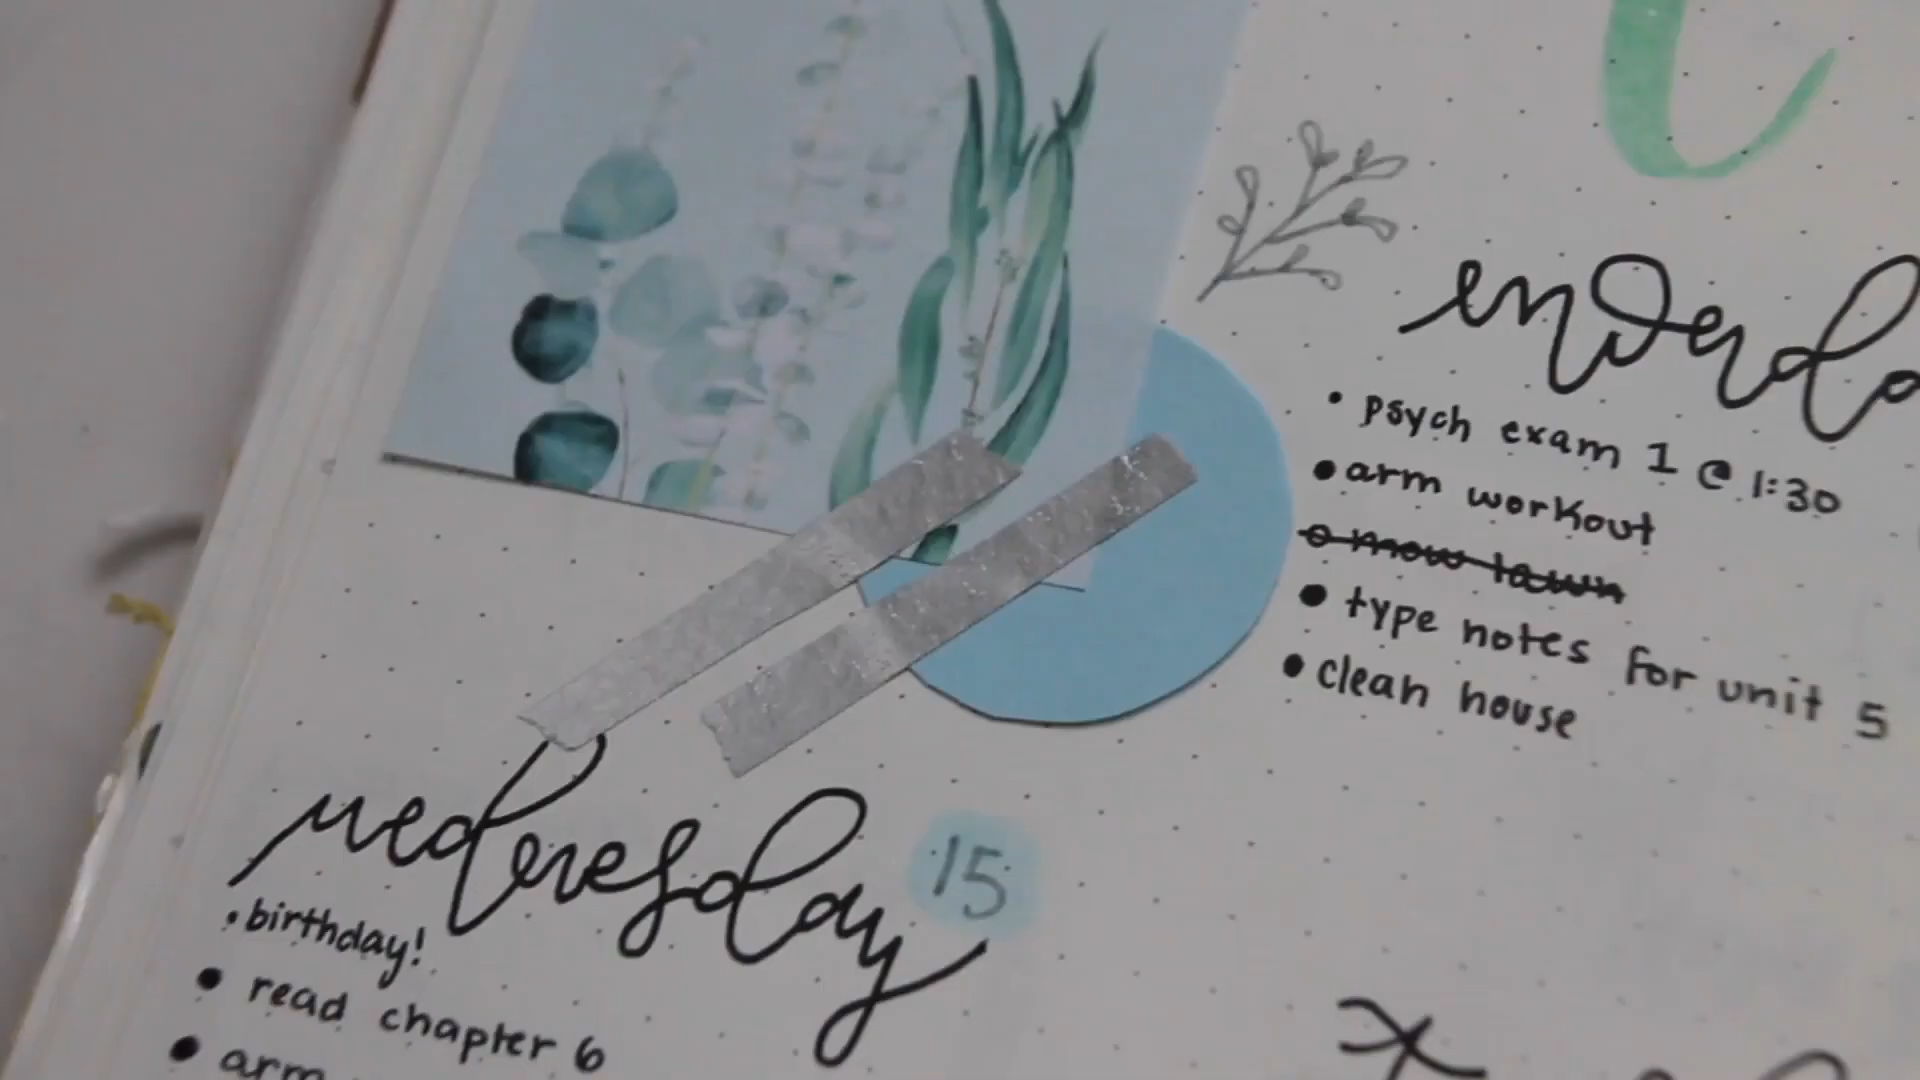 psych exam 1 @ 1:30
arm workout
mow lawn
type notes for unit 5
clean house
wednesday 15
birthday!
read chapter 6
arm